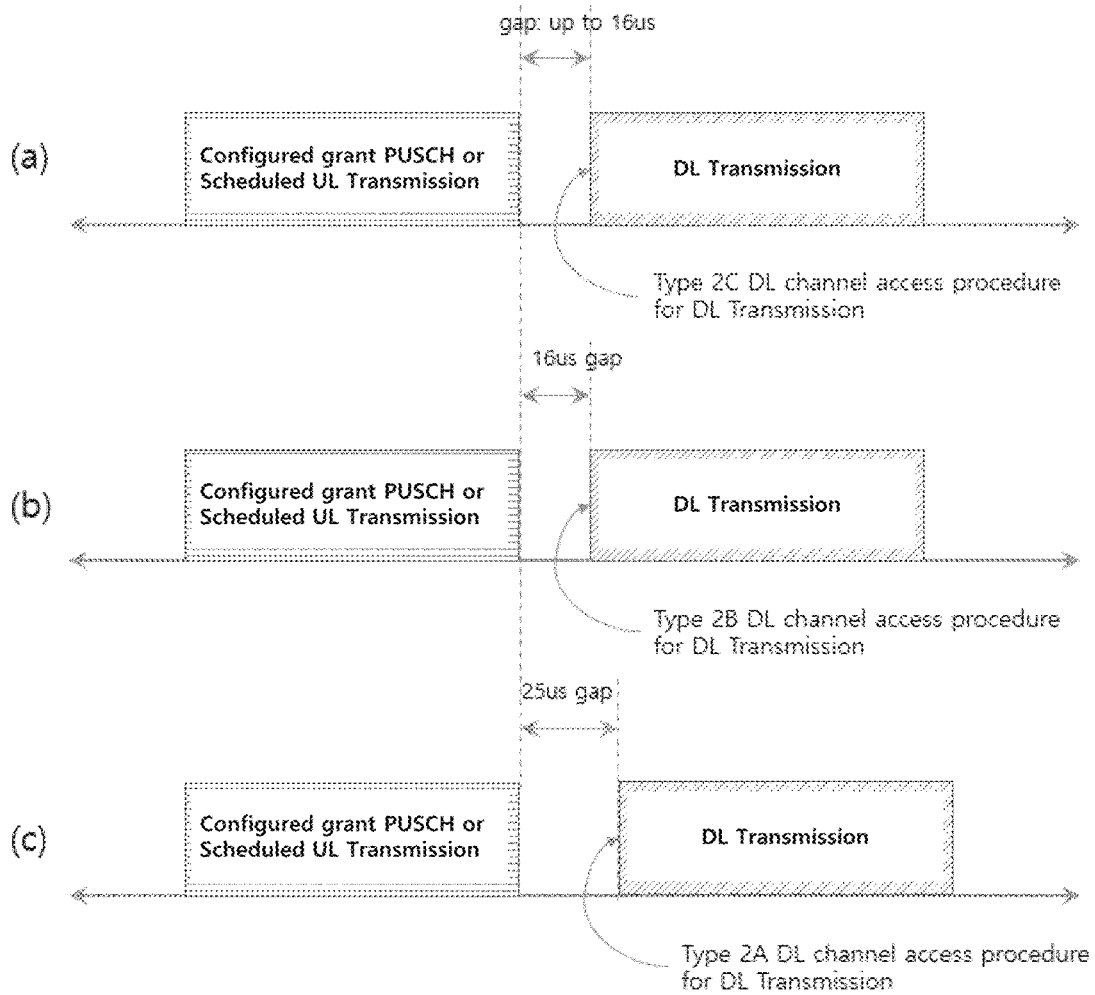 gap: up to 16us
(a)
Configured grant PUSCH or
Scheduled UL Transmission
DL Transmission
Type 2C DL channel access procedure
for DL Transmission
16us gap
(b)
Configured grant PUSCH or
Scheduled UL Transmission
DL Transmission
Type 2B DL channel access procedure
for DL Transmission
25us gap
(c)
Configured grant PUSCH or
Scheduled UL Transmission
DL Transmission
Type 2A DL channel access procedure
for DL Transmission